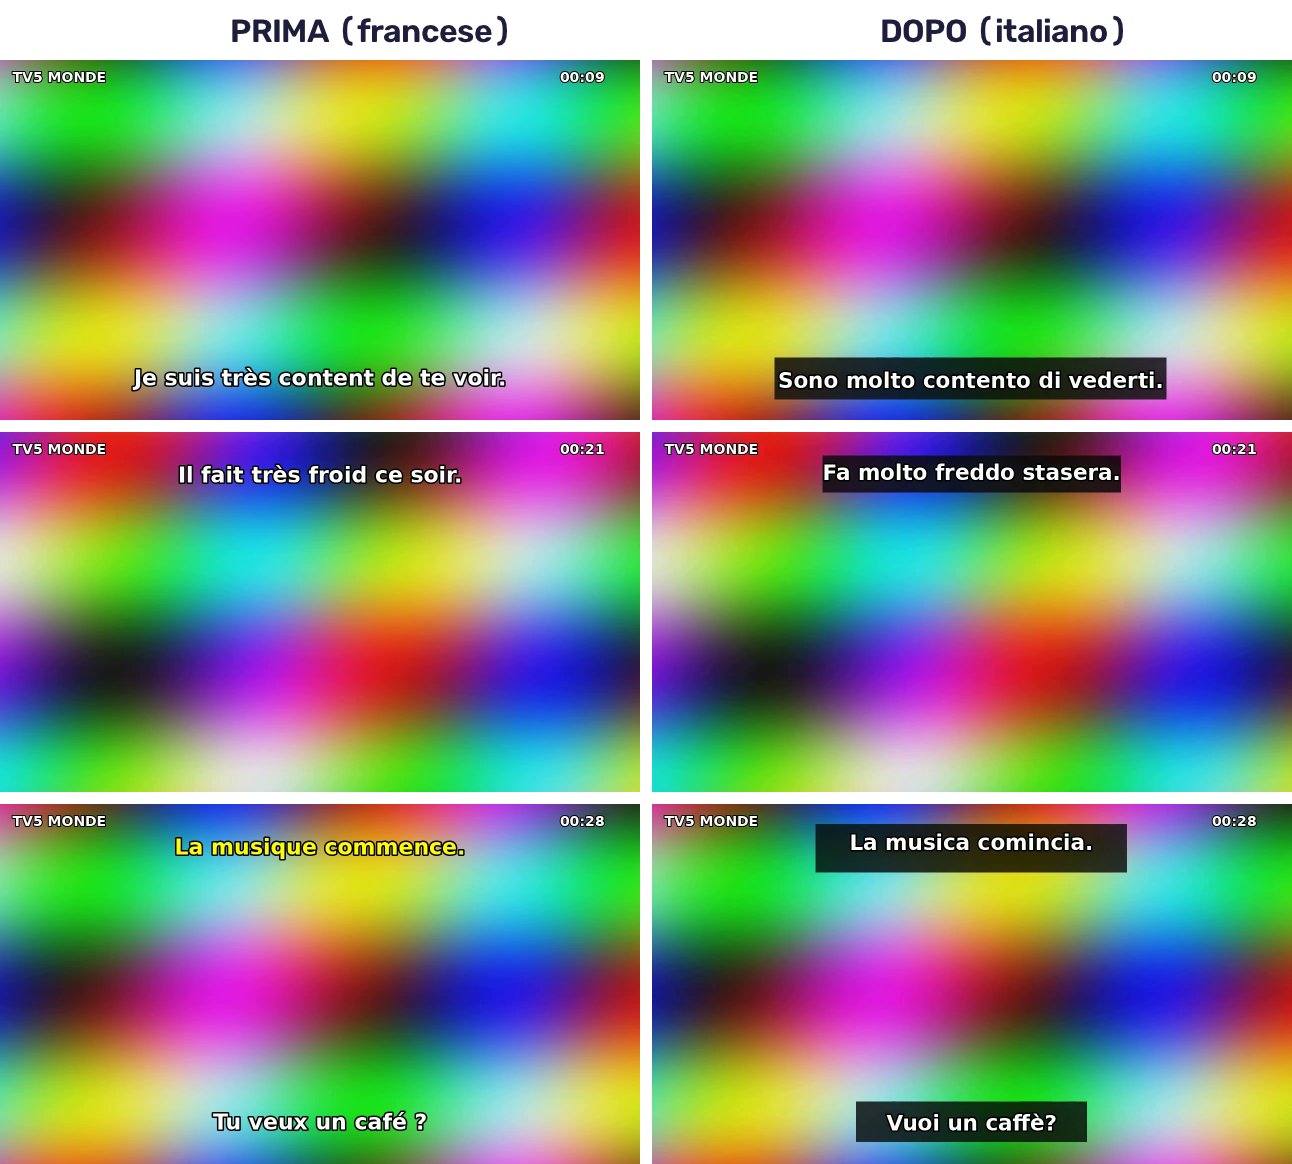 PRIMA (francese)
DOPO (italiano)
TV5 MONDE
00:09
Je suis très content de te voir.
TV5 MONDE
00:09
Sono molto contento di vederti.
TV5 MONDE
00:21
Il fait très froid ce soir.
TV5 MONDE
00:21
Fa molto freddo stasera.
TV5 MONDE
00:28
La musique commence.
Tu veux un café ?
TV5 MONDE
00:28
La musica comincia.
Vuoi un caffè?